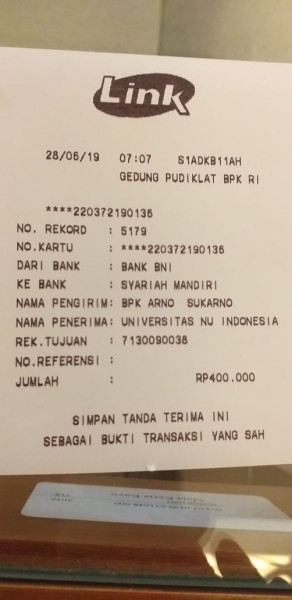 Link
28/06/19 07:07 S1ADKB11AH
GEDUNG PUDIKLAT BPK RI
****220372190136
NO. REKORD : 5179
NO.KARTU : ****220372190136
DARI BANK : BANK BNI
KE BANK : SYARIAH MANDIRI
NAMA PENGIRIM: BPK ARNO SUKARNO
NAMA PENERIMA: UNIVERSITAS NU INDONESIA
REK.TUJUAN : 7130090038
NO.REFERENSI :
JUMLAH : RP400.000
SIMPAN TANDA TERIMA INI
SEBAGAI BUKTI TRANSAKSI YANG SAH